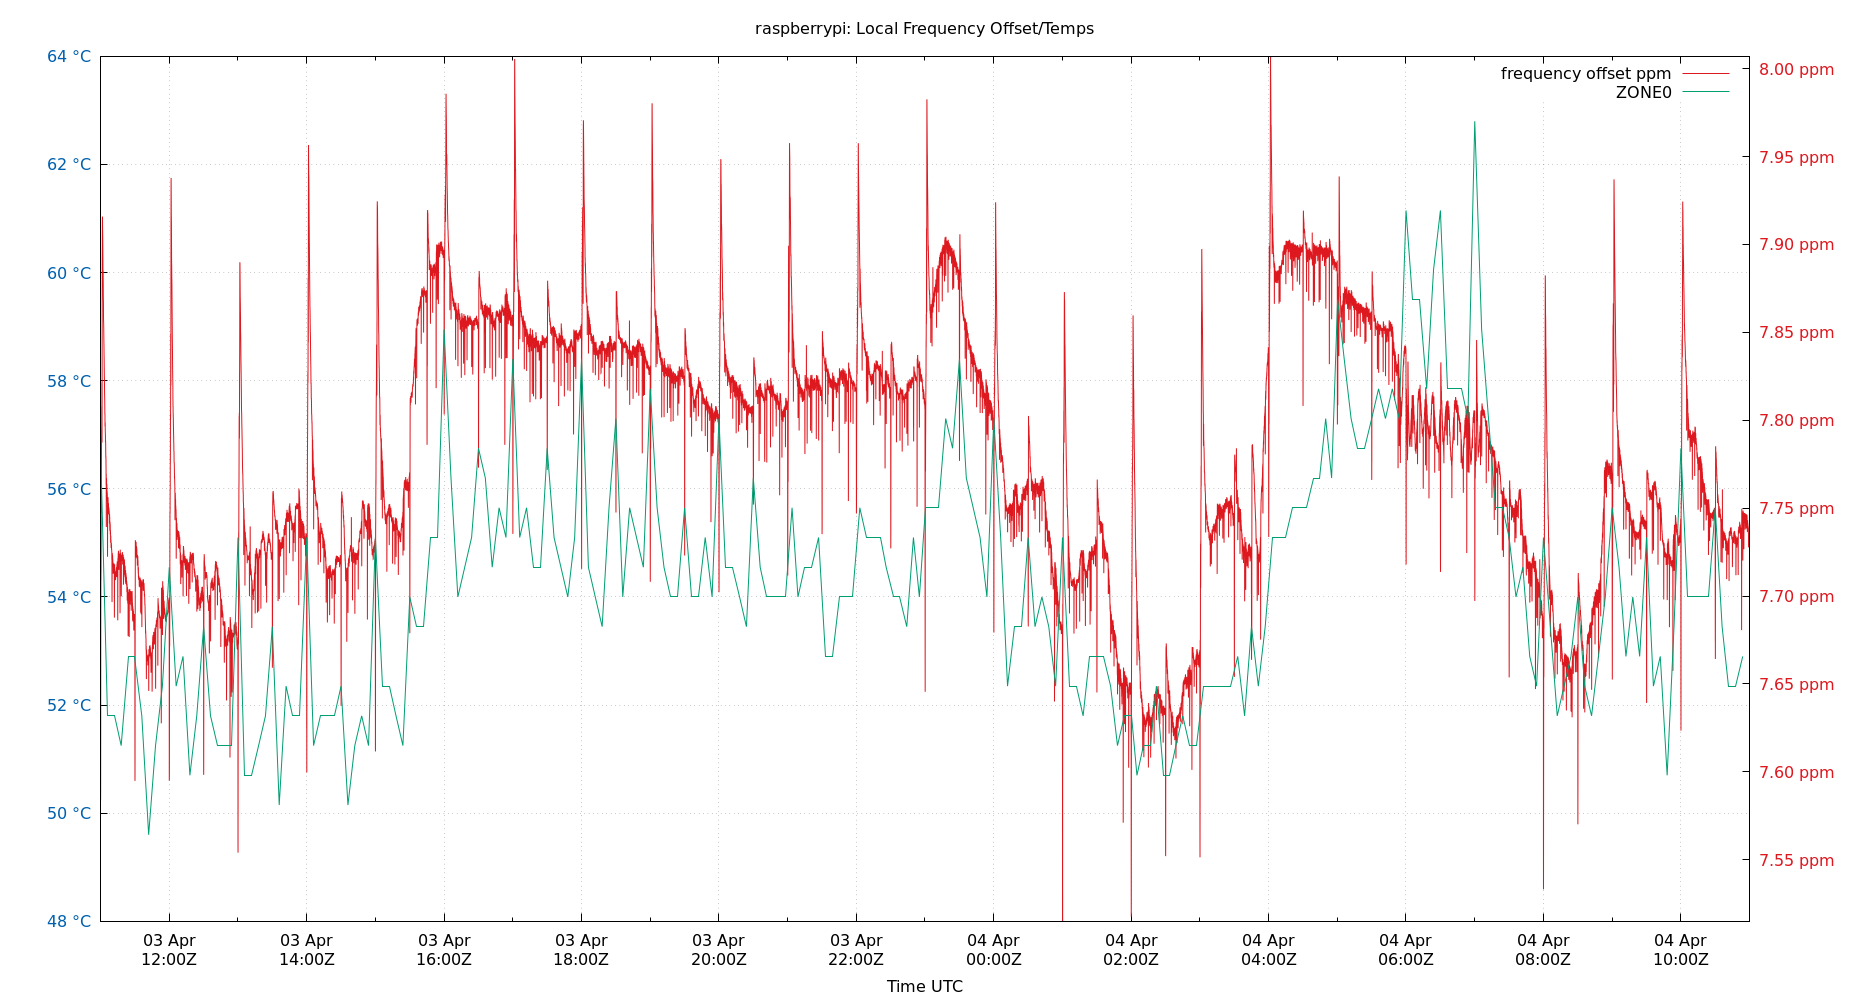 raspberrypi: Local Frequency Offset/Temps
64 °C
62 °C
60 °C
58 °C
56 °C
54 °C
52 °C
50 °C
48 °C
frequency offset ppm
ZONE0
8.00 ppm
7.95 ppm
7.90 ppm
7.85 ppm
7.80 ppm
7.75 ppm
7.70 ppm
7.65 ppm
7.60 ppm
7.55 ppm
03 Apr 03 Apr 03 Apr 03 Apr 03 Apr 03 Apr 04 Apr 04 Apr 04 Apr 04 Apr 04 Apr 04 Apr
12:00Z 14:00Z 16:00Z 18:00Z 20:00Z 22:00Z 00:00Z 02:00Z 04:00Z 06:00Z 08:00Z 10:00Z
Time UTC